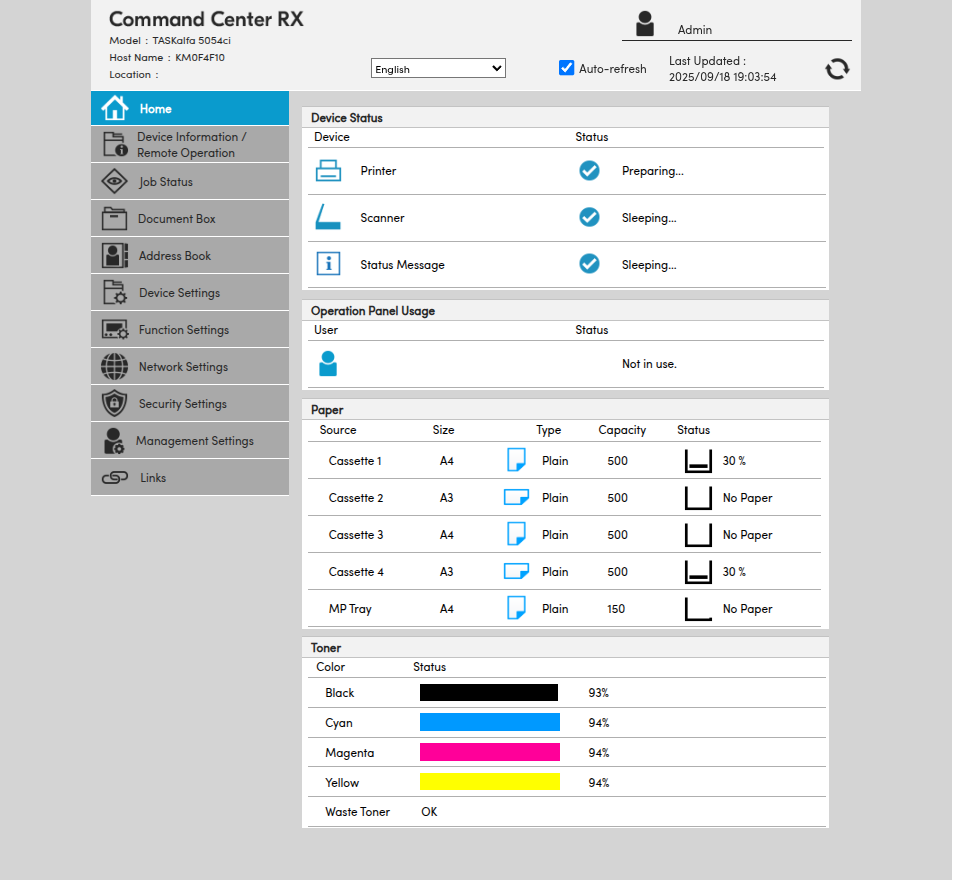 Command Center RX
Model : TASKalfa 5054ci
Host Name : KM0F4F10
Location :
Admin
English
Auto-refresh
Last Updated :
2025/09/18 19:03:54
Home
Device Information /
Remote Operation
Job Status
Document Box
Address Book
Device Settings
Function Settings
Network Settings
Security Settings
Management Settings
Links
Device Status
Device Status
Printer Preparing...
Scanner Sleeping...
Status Message Sleeping...
Operation Panel Usage
User Status
Not in use.
Paper
Source Size Type Capacity Status
Cassette 1 A4 Plain 500 30 %
Cassette 2 A3 Plain 500 No Paper
Cassette 3 A4 Plain 500 No Paper
Cassette 4 A3 Plain 500 30 %
MP Tray A4 Plain 150 No Paper
Toner
Color Status
Black 93%
Cyan 94%
Magenta 94%
Yellow 94%
Waste Toner OK